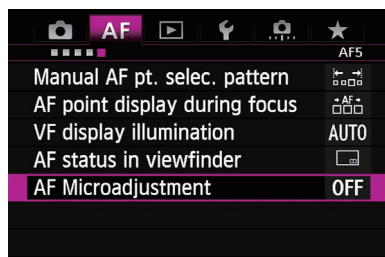 AF
AF5
Manual AF pt. selec. pattern
AF point display during focus
AF
VF display illumination AUTO
AF status in viewfinder
AF Microadjustment OFF